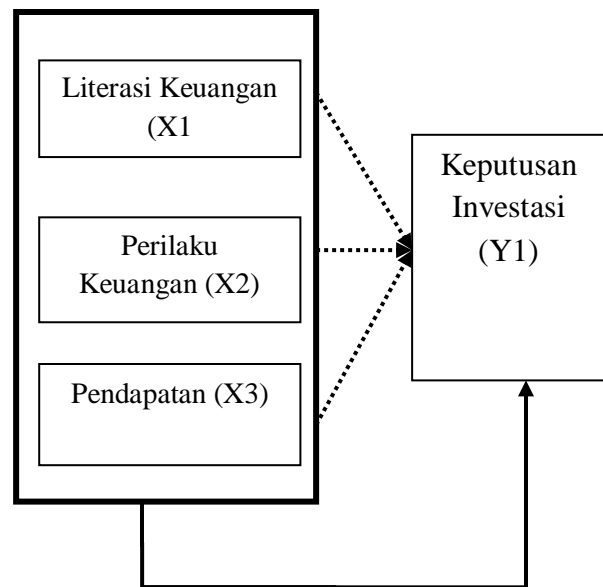 Literasi Keuangan
(X1
Perilaku
Keuangan (X2)
Pendapatan (X3)
Keputusan
Investasi
(Y1)